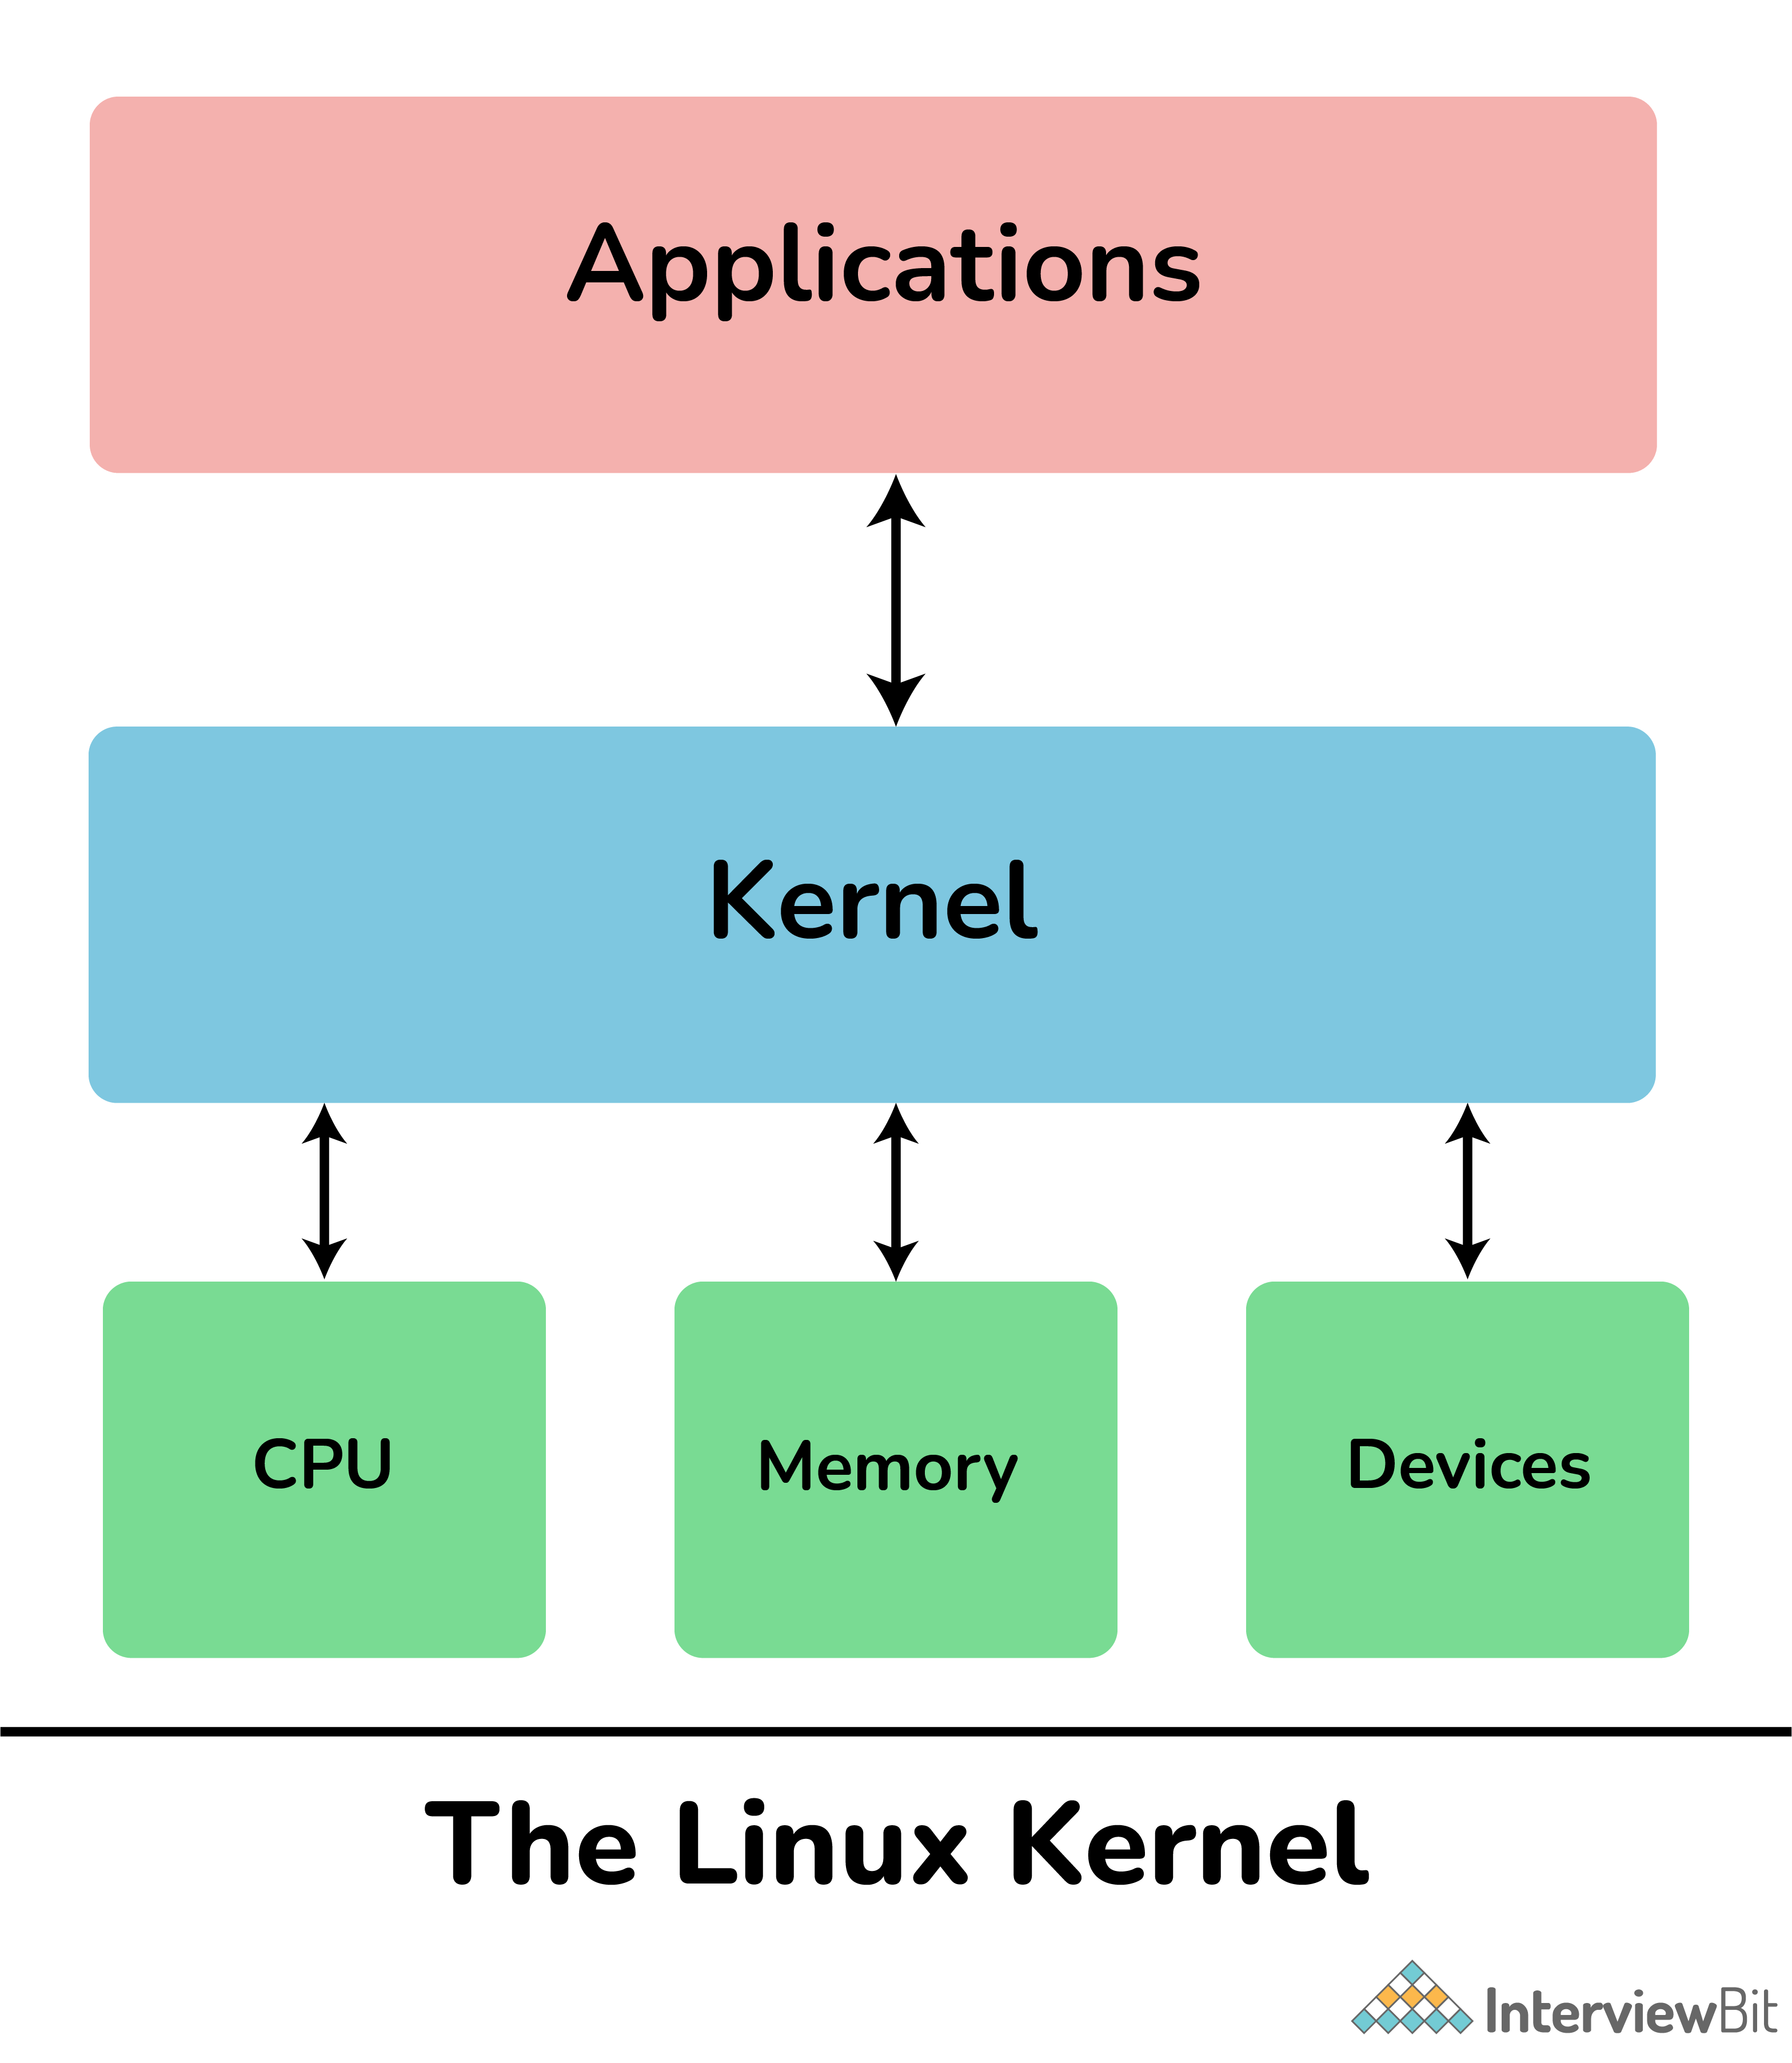 Applications
Kernel
CPU
Memory
Devices
The Linux Kernel
InterviewBit